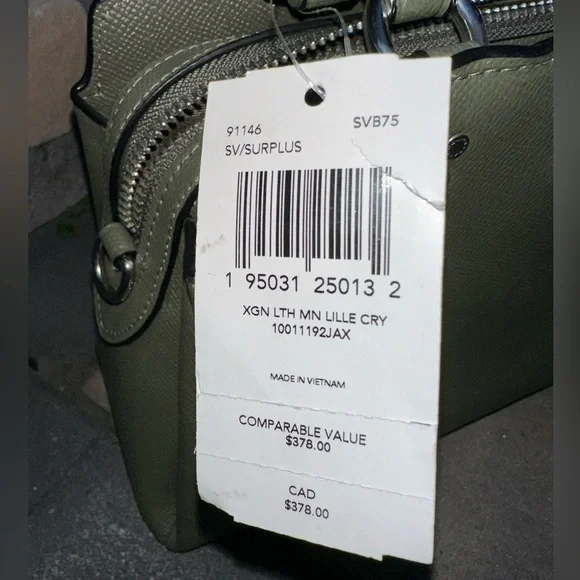 91146 SVB75
SV/SURPLUS
1 95031 25013 2
XGN LTH MN LILLE CRY
10011192JAX
MADE IN VIETNAM
COMPARABLE VALUE
$378.00
CAD
$378.00